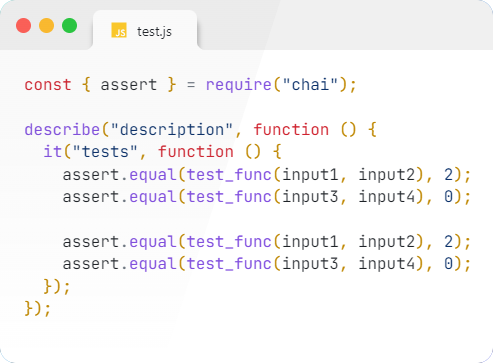 JS test.js
const { assert } = require("chai");
describe("description", function () {
  it("tests", function () {
    assert.equal(test_func(input1, input2), 2);
    assert.equal(test_func(input3, input4), 0);
    assert.equal(test_func(input1, input2), 2);
    assert.equal(test_func(input3, input4), 0);
  });
});